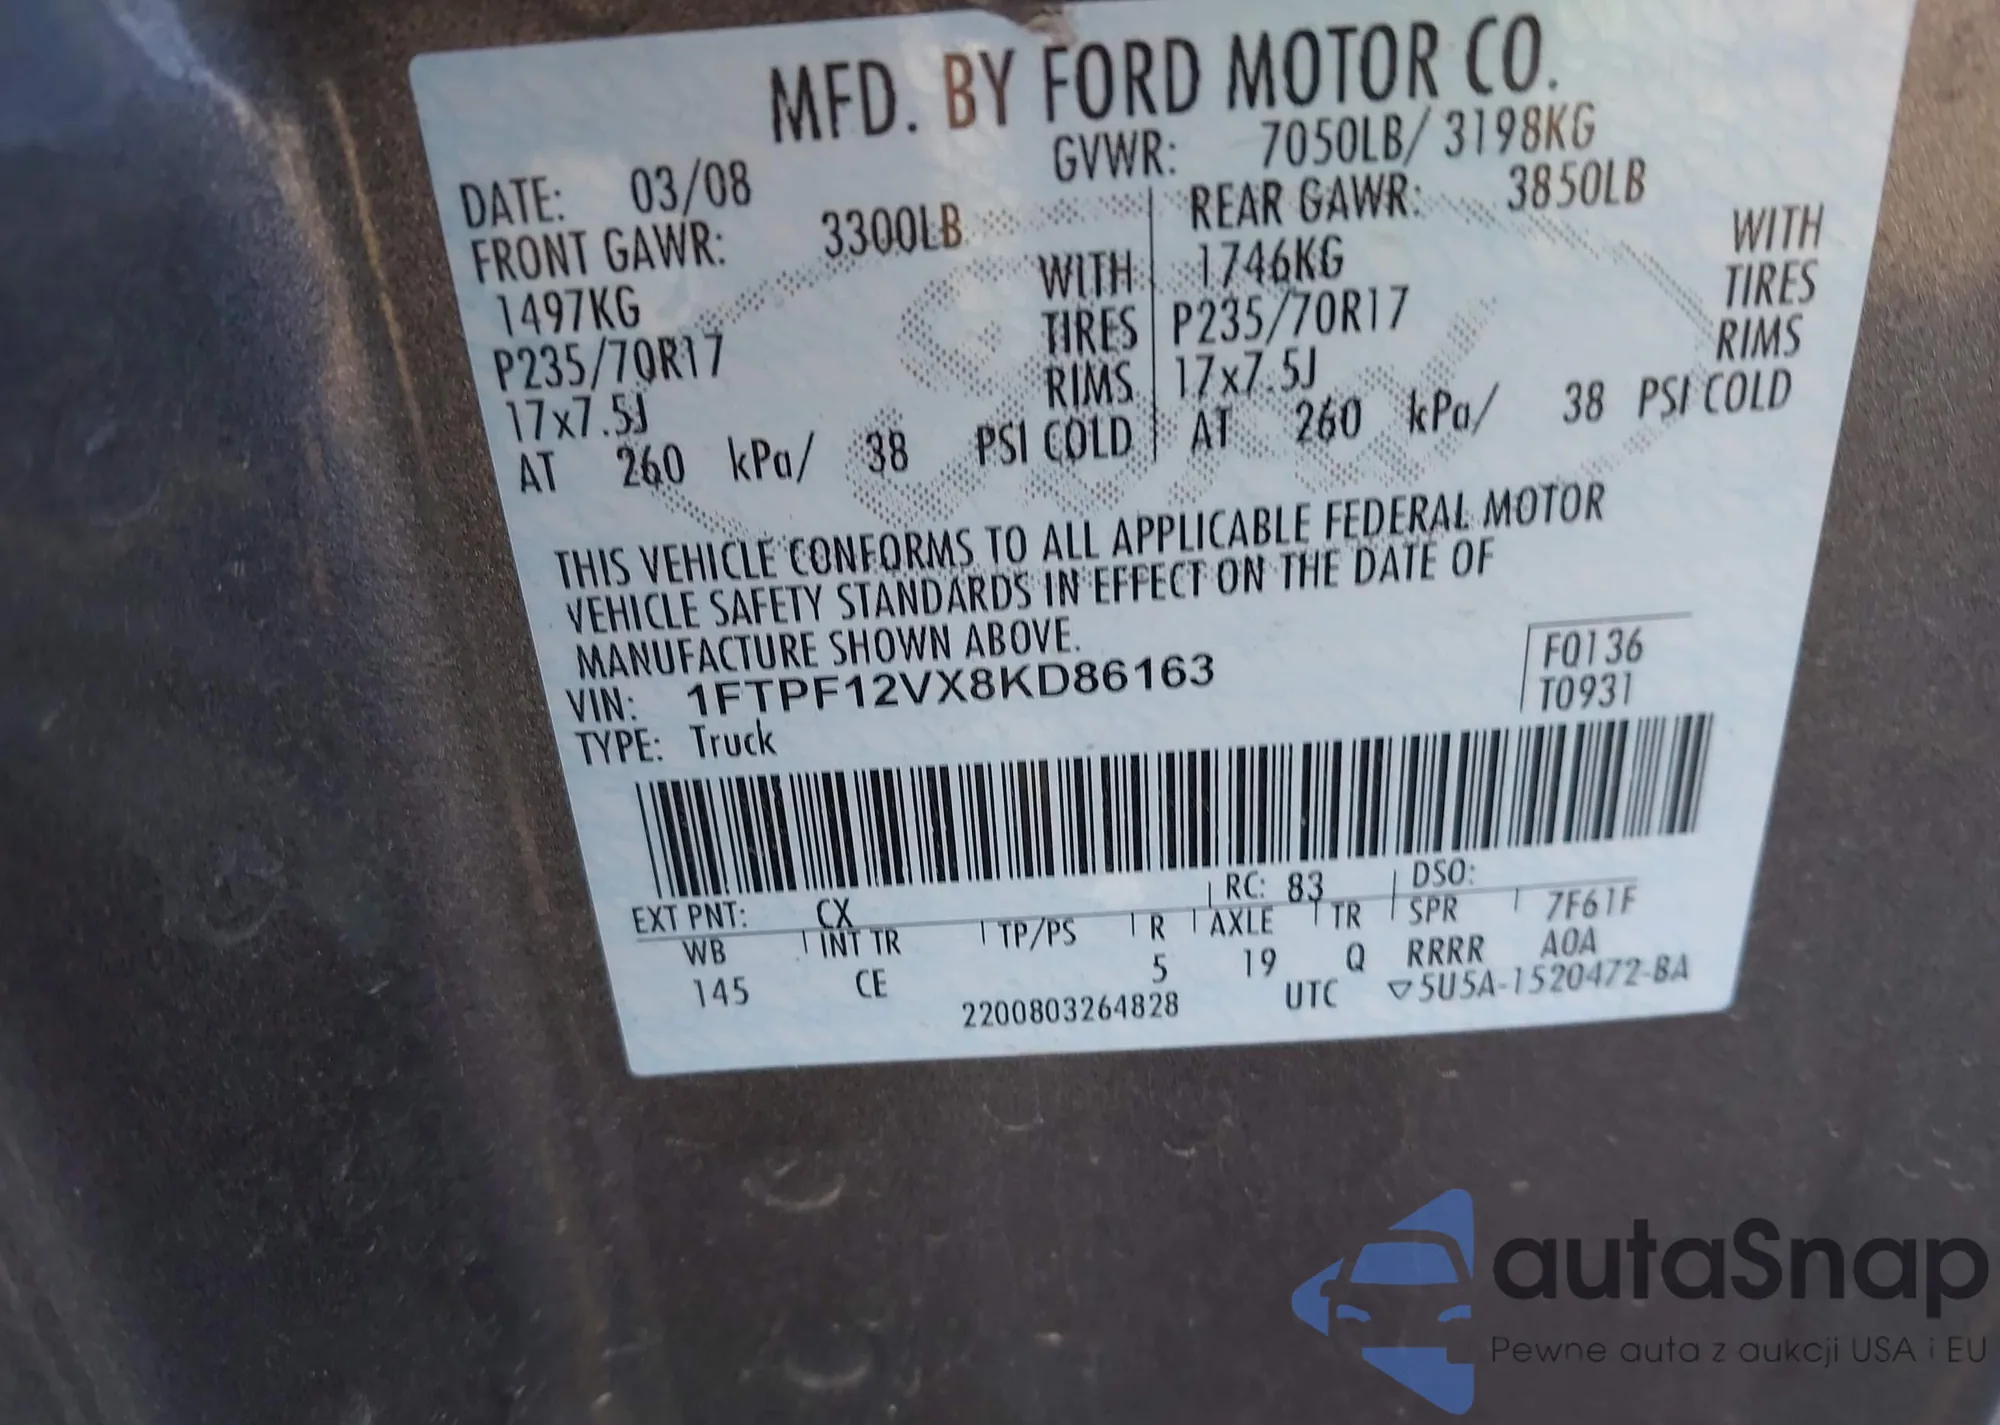 MFD. BY FORD MOTOR CO.
DATE: 03/08 GVWR: 7050LB/ 3198KG
FRONT GAWR: 3300LB REAR GAWR: 3850LB
1497KG WITH 1746KG WITH
P235/70R17 TIRES P235/70R17 TIRES
17x7.5J RIMS 17x7.5J RIMS
AT 260 kPa/ 38 PSI COLD AT 260 kPa/ 38 PSI COLD
THIS VEHICLE CONFORMS TO ALL APPLICABLE FEDERAL MOTOR
VEHICLE SAFETY STANDARDS IN EFFECT ON THE DATE OF
MANUFACTURE SHOWN ABOVE.
VIN: 1FTPF12VX8KD86163 F0136
TYPE: Truck T0931
EXT PNT: CX RC: 83 DSO:
WB INT TR TP/PS R AXLE TR SPR 7F61F
145 CE 5 19 Q RRRR A0A
2200803264828 UTC ▽5U5A-1520472-BA
autaSnap
Pewne auta z aukcji USA i EU